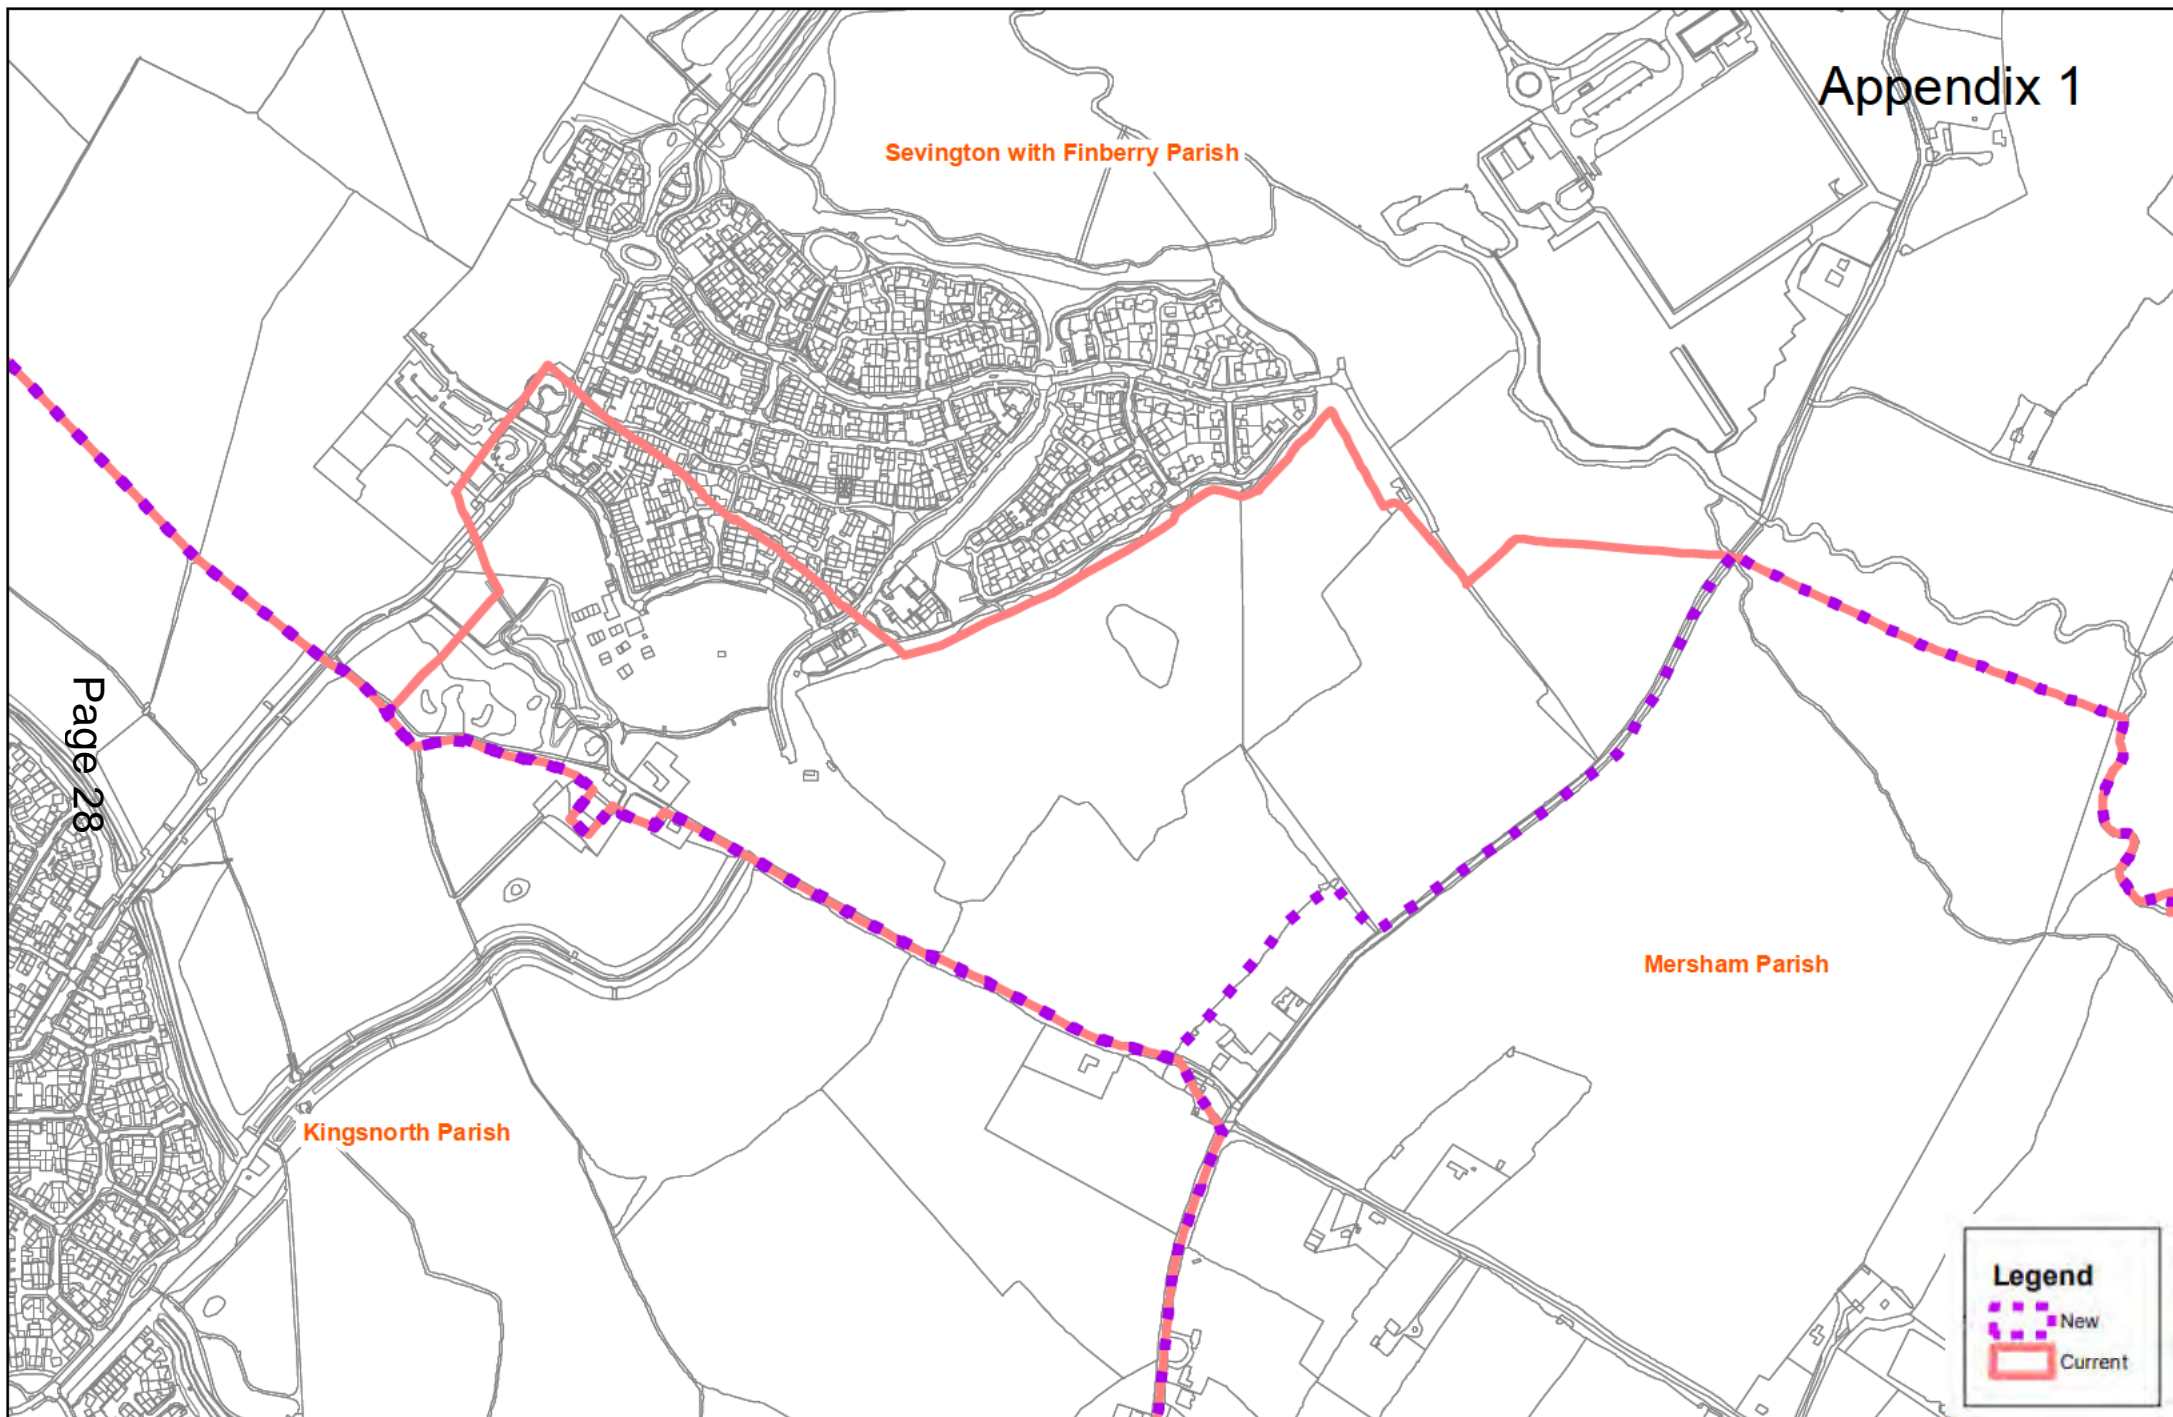 Appendix 1
Sevington with Finberry Parish
Page 28
Mersham Parish
Kingsnorth Parish
Legend
New
Current